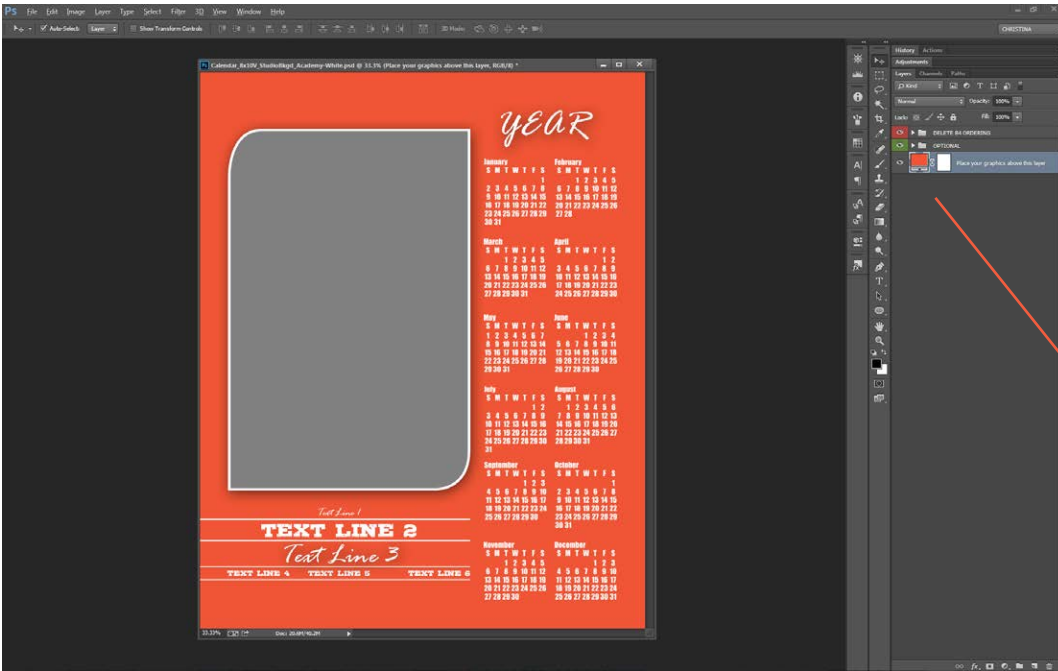 Ps File Edit Image Layer Type Select Filter 3D View Window Help
Auto-Select: Layer Show Transform Controls 3D Mode: CHRISTINA
Calendar_8x10V_StudioBkgd_Academy-White.psd @ 33.3% (Place your graphics above this layer, RGB/8) *
YEAR
January
S M T W T F S
1
2 3 4 5 6 7 8
9 10 11 12 13 14 15
16 17 18 19 20 21 22
23 24 25 26 27 28 29
30 31
February
S M T W T F S
1 2 3 4 5
6 7 8 9 10 11 12
13 14 15 16 17 18 19
20 21 22 23 24 25 26
27 28
March
S M T W T F S
1 2 3 4 5
6 7 8 9 10 11 12
13 14 15 16 17 18 19
20 21 22 23 24 25 26
27 28 29 30 31
April
S M T W T F S
1 2
3 4 5 6 7 8 9
10 11 12 13 14 15 16
17 18 19 20 21 22 23
24 25 26 27 28 29 30
May
S M T W T F S
1 2 3 4 5 6 7
8 9 10 11 12 13 14
15 16 17 18 19 20 21
22 23 24 25 26 27 28
29 30 31
June
S M T W T F S
1 2 3 4
5 6 7 8 9 10 11
12 13 14 15 16 17 18
19 20 21 22 23 24 25
26 27 28 29 30
July
S M T W T F S
1 2
3 4 5 6 7 8 9
10 11 12 13 14 15 16
17 18 19 20 21 22 23
24 25 26 27 28 29 30
31
August
S M T W T F S
1 2 3 4 5 6
7 8 9 10 11 12 13
14 15 16 17 18 19 20
21 22 23 24 25 26 27
28 29 30 31
September
S M T W T F S
1 2 3
4 5 6 7 8 9 10
11 12 13 14 15 16 17
18 19 20 21 22 23 24
25 26 27 28 29 30
October
S M T W T F S
1
2 3 4 5 6 7 8
9 10 11 12 13 14 15
16 17 18 19 20 21 22
23 24 25 26 27 28 29
30 31
November
S M T W T F S
1 2 3 4 5
6 7 8 9 10 11 12
13 14 15 16 17 18 19
20 21 22 23 24 25 26
27 28 29 30
December
S M T W T F S
1 2 3
4 5 6 7 8 9 10
11 12 13 14 15 16 17
18 19 20 21 22 23 24
25 26 27 28 29 30 31
Text Line 1
TEXT LINE 2
Text Line 3
TEXT LINE 4 TEXT LINE 5 TEXT LINE 6
33.33% Doc: 20.6M/40.2M
History Actions
Adjustments
Layers Channels Paths
Kind
Normal Opacity: 100%
Lock: Fill: 100%
DELETE B4 ORDERING
OPTIONAL
Place your graphics above this layer